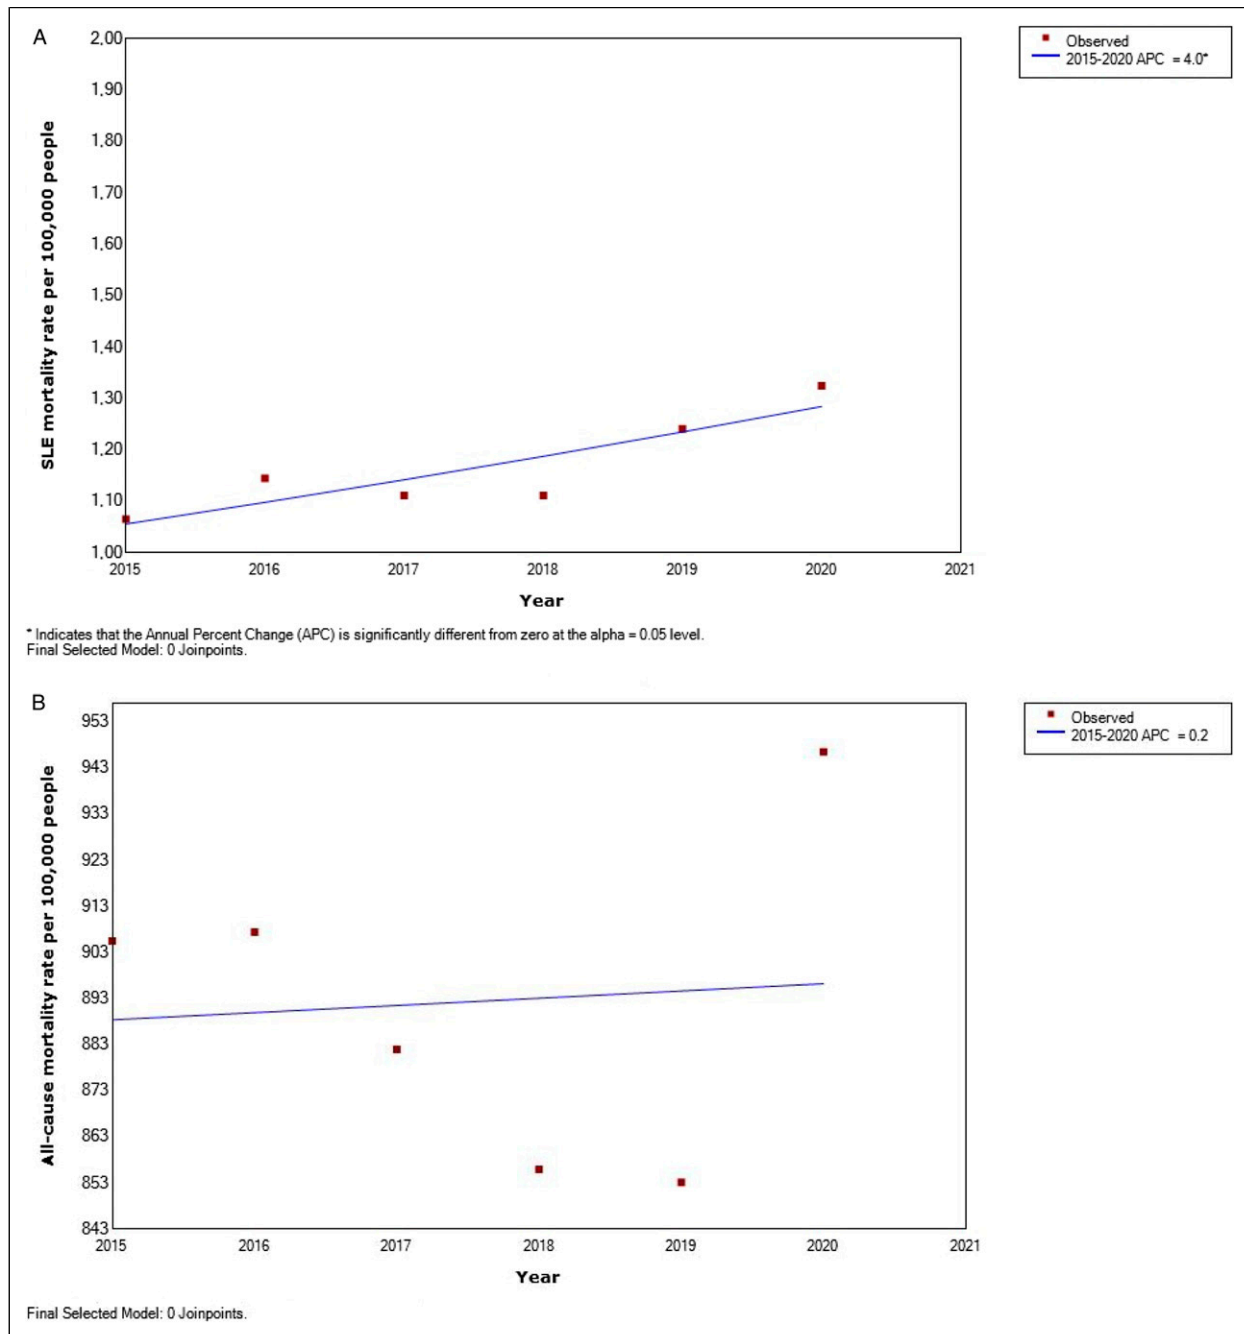 A
2,00
1,90
1,80
1,70
1,60
1,50
1,40
1,30
1,20
1,10
1,00
SLE mortality rate per 100,000 people
2015 2016 2017 2018 2019 2020 2021
Year
Observed
2015-2020 APC = 4.0*
* Indicates that the Annual Percent Change (APC) is significantly different from zero at the alpha = 0.05 level.
Final Selected Model: 0 Joinpoints.
B
953
943
933
923
913
903
893
883
873
863
853
843
All-cause mortality rate per 100,000 people
2015 2016 2017 2018 2019 2020 2021
Year
Observed
2015-2020 APC = 0.2
Final Selected Model: 0 Joinpoints.